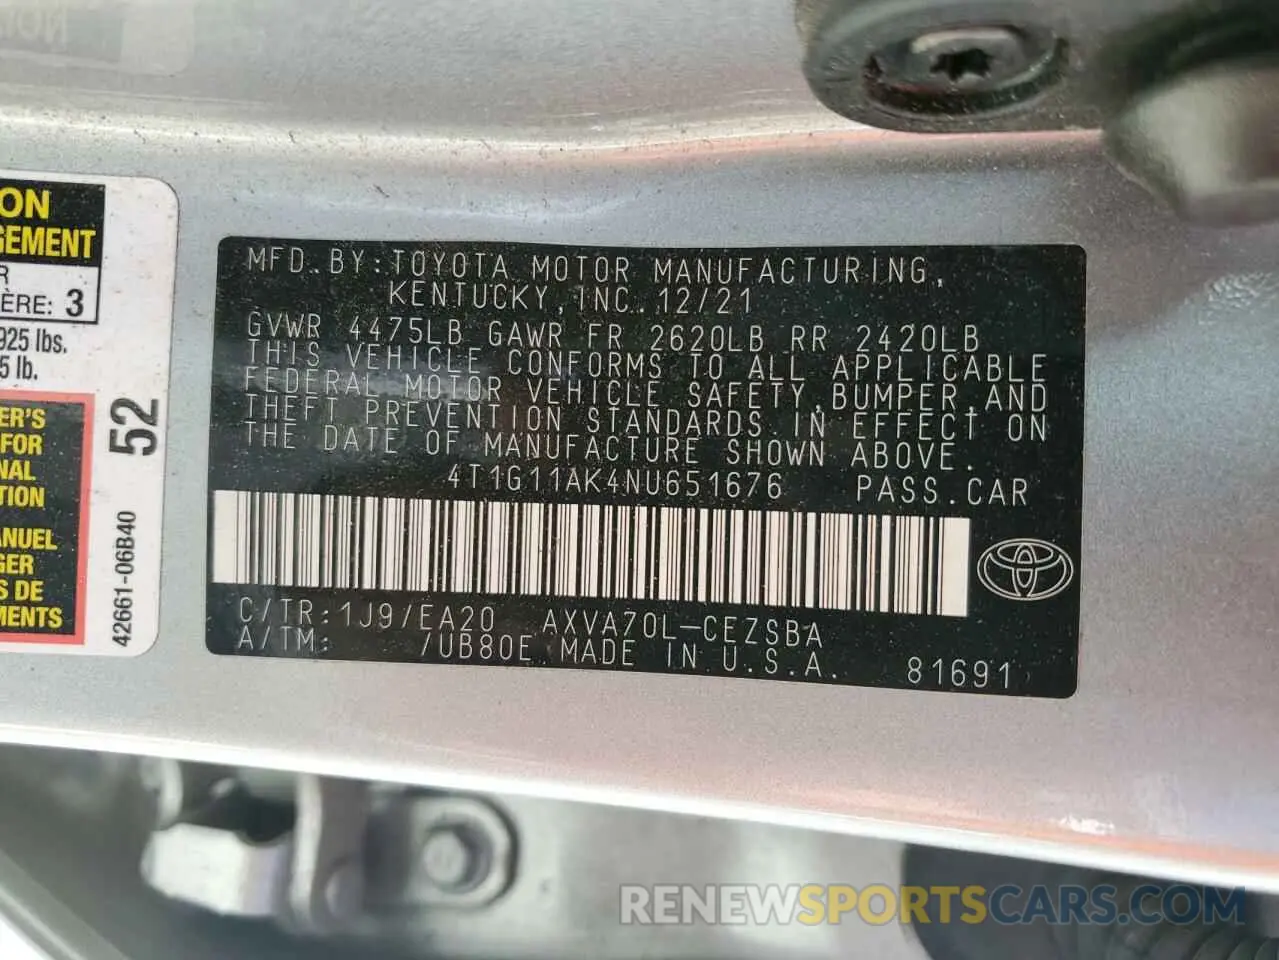 ON
GEMENT
R
ÈRE: 3
925 lbs.
5 lb.
ER'S
FOR
NAL
TION
ANUEL
GER
S DE
MENTS
52
42661-06B40
MFD. BY: TOYOTA MOTOR MANUFACTURING,
KENTUCKY, INC. 12/21
GVWR 4475LB GAWR FR 2620LB RR 2420LB
THIS VEHICLE CONFORMS TO ALL APPLICABLE
FEDERAL MOTOR VEHICLE SAFETY, BUMPER, AND
THEFT PREVENTION STANDARDS IN EFFECT ON
THE DATE OF MANUFACTURE SHOWN ABOVE.
4T1G11AK4NU651676 PASS. CAR
C/TR: 1J9/EA20 AXVA70L-CEZSBA
A/TM: /UB80E MADE IN U.S.A. 81691
RENEWSPORTSCARS.COM